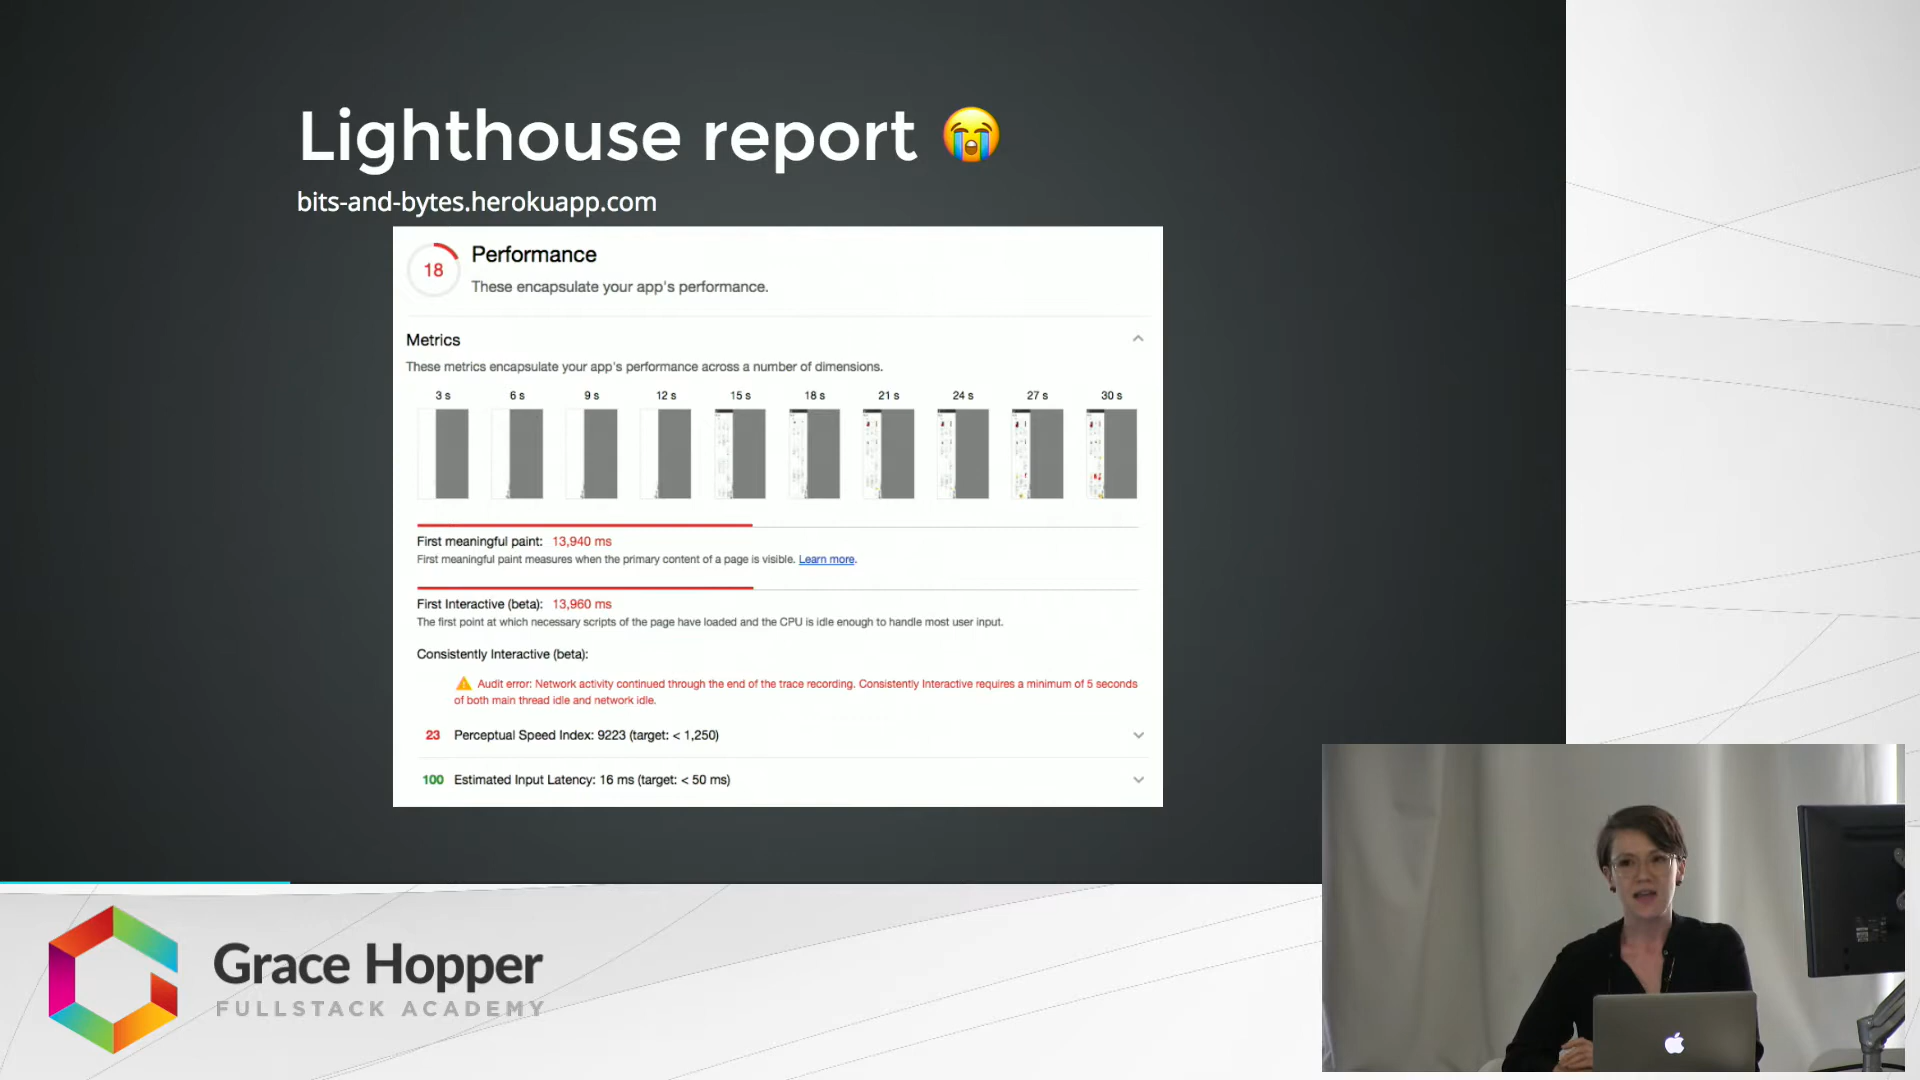 Lighthouse report 😭
bits-and-bytes.herokuapp.com
18
Performance
These encapsulate your app's performance.
Metrics
These metrics encapsulate your app's performance across a number of dimensions.
3 s 6 s 9 s 12 s 15 s 18 s 21 s 24 s 27 s 30 s
First meaningful paint: 13,940 ms
First meaningful paint measures when the primary content of a page is visible. Learn more.
First Interactive (beta): 13,960 ms
The first point at which necessary scripts of the page have loaded and the CPU is idle enough to handle most user input.
Consistently Interactive (beta):
Audit error: Network activity continued through the end of the trace recording. Consistently Interactive requires a minimum of 5 seconds
of both main thread idle and network idle.
23 Perceptual Speed Index: 9223 (target: < 1,250)
100 Estimated Input Latency: 16 ms (target: < 50 ms)
Grace Hopper
FULLSTACK ACADEMY